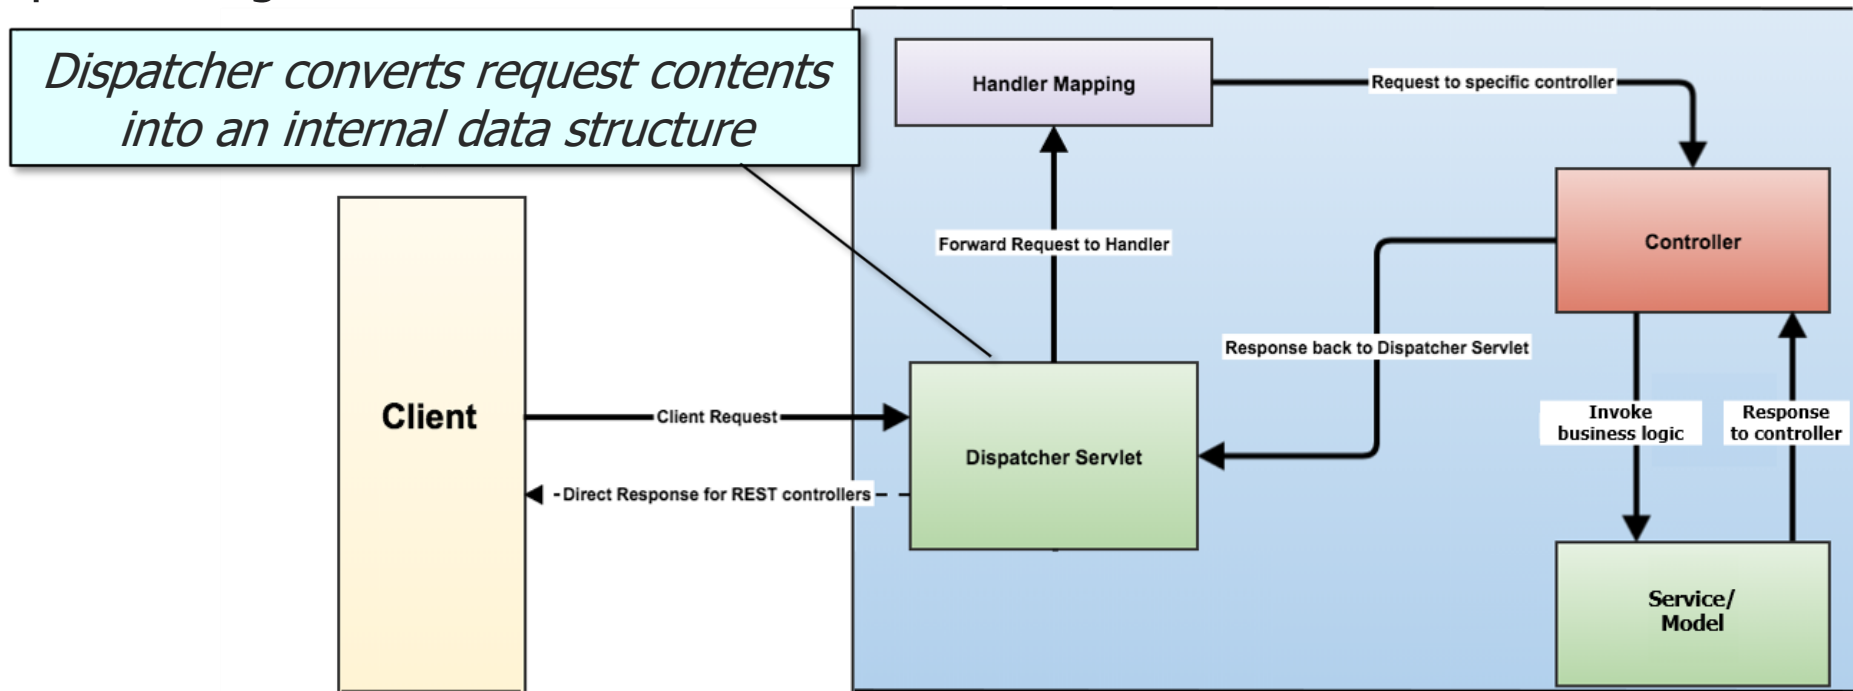 Dispatcher converts request contents
into an internal data structure
Handler Mapping
Request to specific controller
Forward Request to Handler
Controller
Response back to Dispatcher Servlet
Client
Client Request
Dispatcher Servlet
Direct Response for REST controllers
Invoke
business logic
Response
to controller
Service/
Model